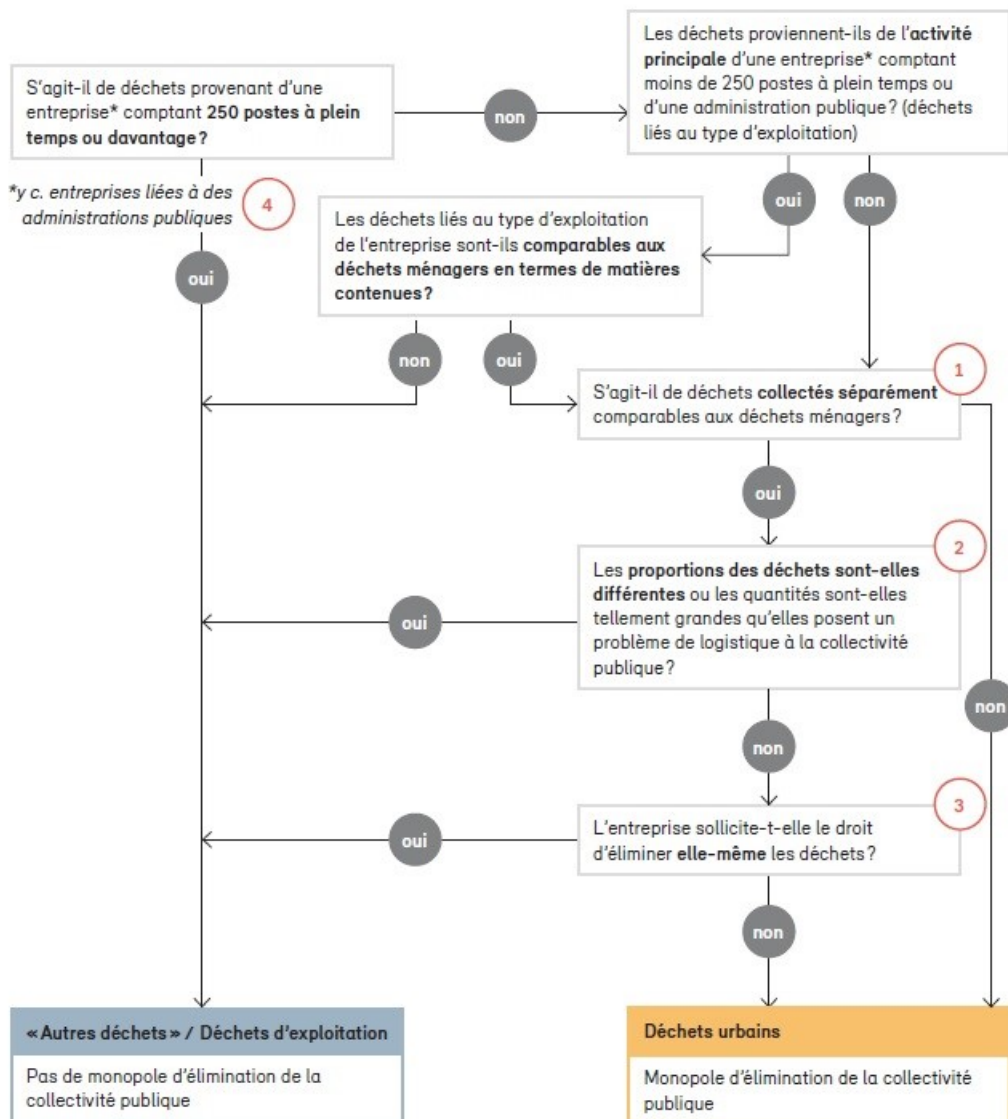 S'agit-il de déchets provenant d'une
entreprise* comptant 250 postes à plein
temps ou davantage ?
non
Les déchets proviennent-ils de l'activité
principale d'une entreprise* comptant
moins de 250 postes à plein temps ou
d'une administration publique ? (déchets
liés au type d'exploitation)
*y c. entreprises liées à des
administrations publiques
4
oui
oui
non
Les déchets liés au type d'exploitation
de l'entreprise sont-ils comparables aux
déchets ménagers en termes de matières
contenues ?
non
oui
1
S'agit-il de déchets collectés séparément
comparables aux déchets ménagers ?
oui
2
Les proportions des déchets sont-elles
différentes ou les quantités sont-elles
tellement grandes qu'elles posent un
problème de logistique à la collectivité
publique ?
oui
non
non
3
L'entreprise sollicite-t-elle le droit
d'éliminer elle-même les déchets ?
oui
non
«Autres déchets» / Déchets d'exploitation
Pas de monopole d'élimination de la
collectivité publique
Déchets urbains
Monopole d'élimination de la collectivité
publique